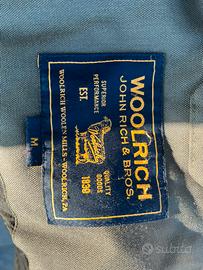 WOOLRICH
JOHN RICH & BROS.
SUPERIOR
PERFORMANCE
EST.
QUALITY
GOODS
1830
WOOLRICH WOOLEN MILLS - WOOLRICH, PA
M
subito